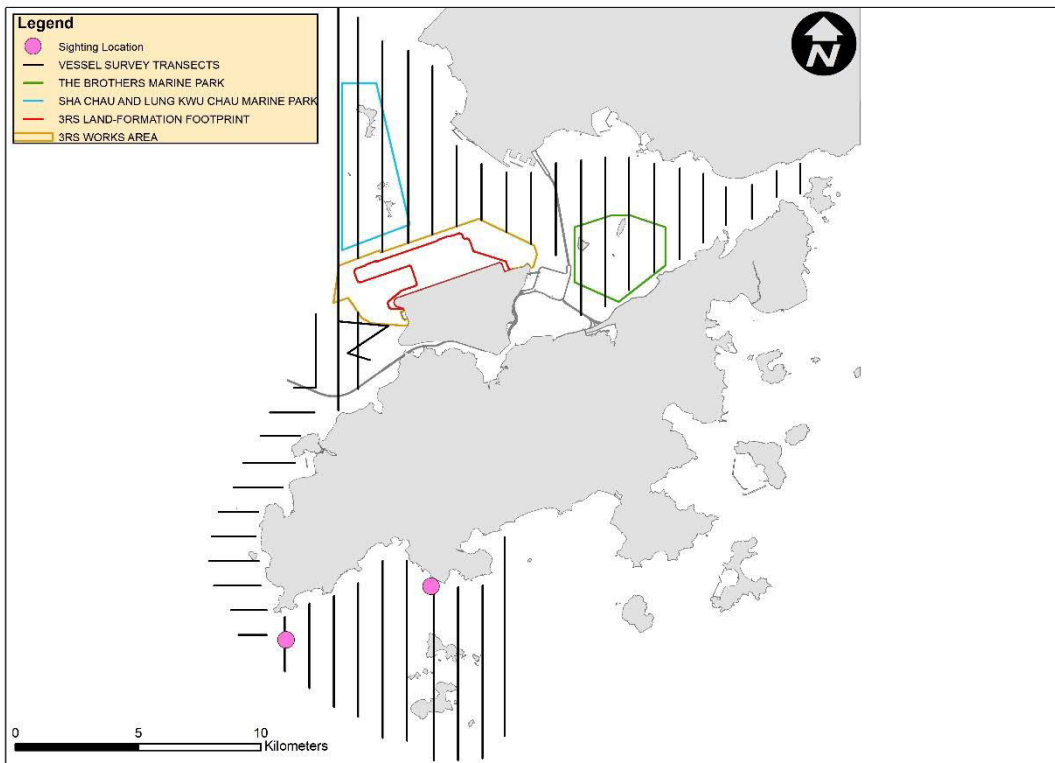 Legend
Sighting Location
VESSEL SURVEY TRANSECTS
THE BROTHERS MARINE PARK
SHA CHAU AND LUNG KWU CHAU MARINE PARK
3RS LAND-FORMATION FOOTPRINT
3RS WORKS AREA
N
0 5 10
Kilometers